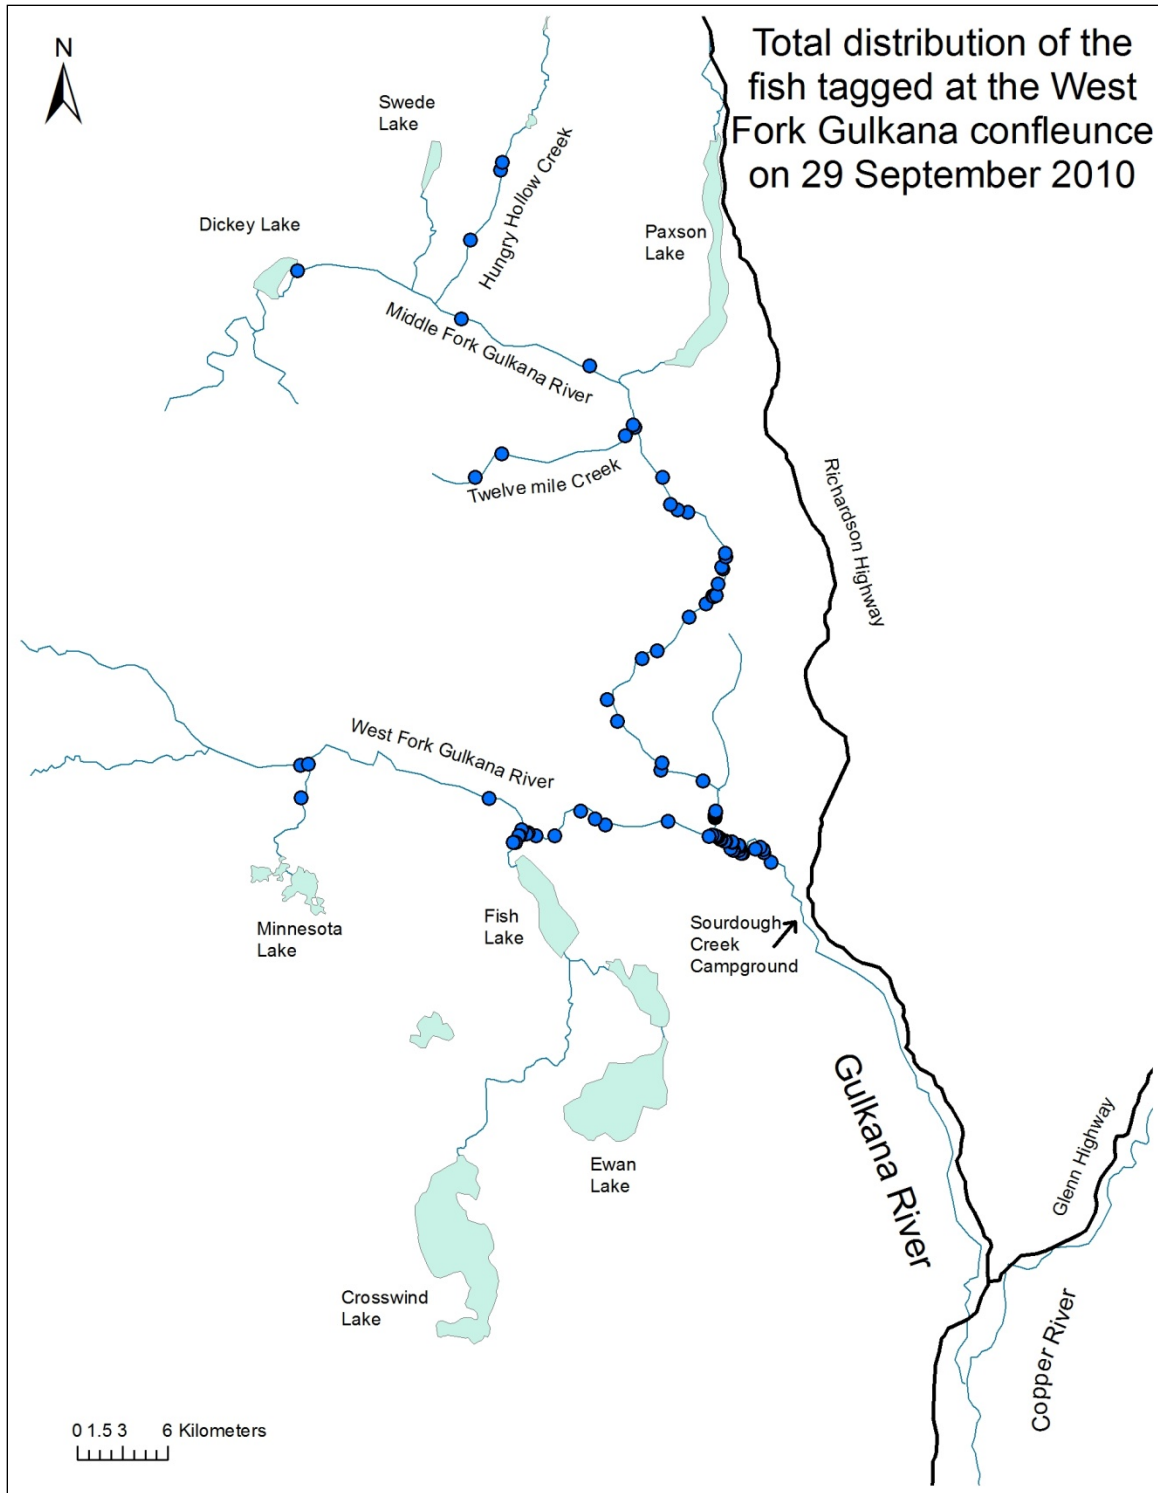 Total distribution of the
fish tagged at the West
Fork Gulkana confleunce
on 29 September 2010
N
Swede
Lake
Hungry Hollow Creek
Dickey Lake
Paxson
Lake
Middle Fork Gulkana River
Twelve mile Creek
Richardson Highway
West Fork Gulkana River
Minnesota
Lake
Fish
Lake
Sourdough
Creek
Campground
Gulkana River
Ewan
Lake
Glenn Highway
Crosswind
Lake
Copper River
0 1.5 3 6 Kilometers